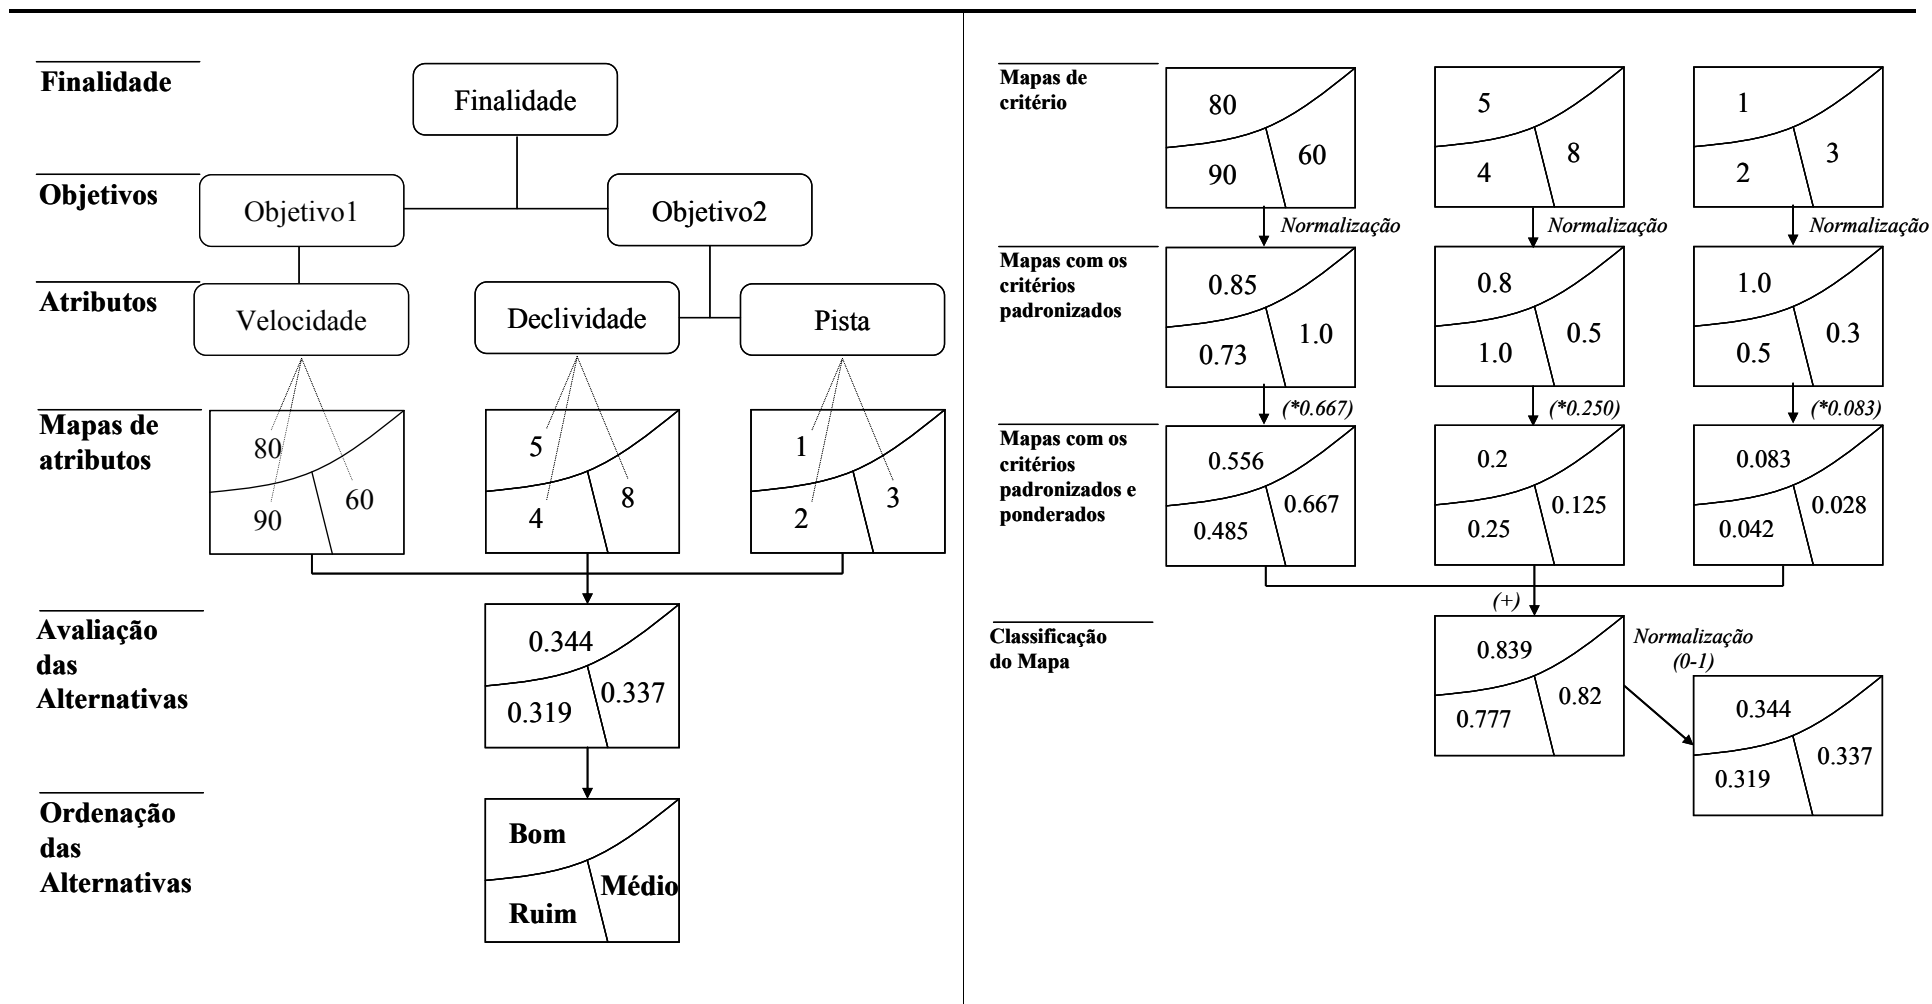 Finalidade
Finalidade
Objetivos
Objetivo1
Objetivo2
Atributos
Velocidade
Declividade
Pista
Mapas de
atributos
80
90
60
5
4
8
1
2
3
Avaliação
das
Alternativas
0.344
0.319
0.337
Ordenação
das
Alternativas
Bom
Médio
Ruim
Mapas de
critério
80
90
60
5
4
8
1
2
3
Normalização
Normalização
Normalização
Mapas com os
critérios
padronizados
0.85
0.73
1.0
0.8
1.0
0.5
1.0
0.5
0.3
(*0.667)
(*0.250)
(*0.083)
Mapas com os
critérios
padronizados e
ponderados
0.556
0.485
0.667
0.2
0.25
0.125
0.083
0.042
0.028
(+)
Classificação
do Mapa
0.839
0.777
0.82
Normalização
(0-1)
0.344
0.319
0.337